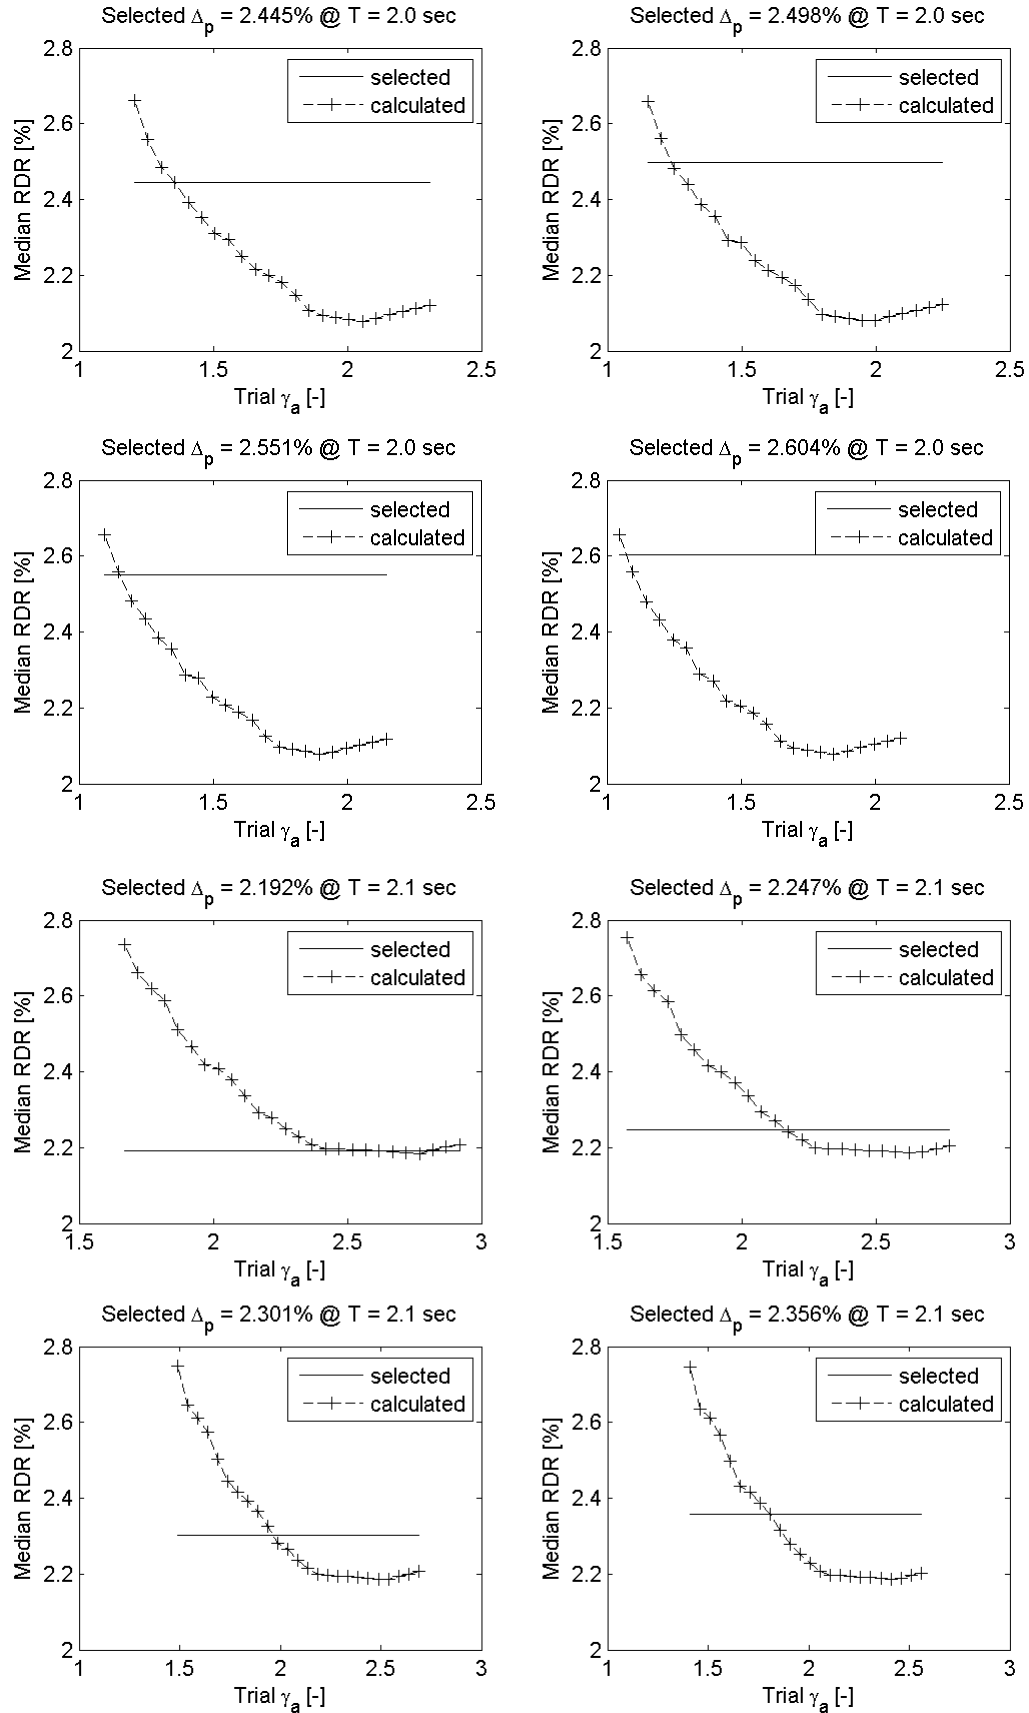 Selected Δp = 2.445% @ T = 2.0 sec
2.8
2.6
2.4
2.2
2
Median RDR [%]
selected
calculated
1
1.5
2
2.5
Trial γa [-]
Selected Δp = 2.498% @ T = 2.0 sec
2.8
2.6
2.4
2.2
2
Median RDR [%]
selected
calculated
1
1.5
2
2.5
Trial γa [-]
Selected Δp = 2.551% @ T = 2.0 sec
2.8
2.6
2.4
2.2
2
Median RDR [%]
selected
calculated
1
1.5
2
2.5
Trial γa [-]
Selected Δp = 2.604% @ T = 2.0 sec
2.8
2.6
2.4
2.2
2
Median RDR [%]
selected
calculated
1
1.5
2
2.5
Trial γa [-]
Selected Δp = 2.192% @ T = 2.1 sec
2.8
2.6
2.4
2.2
2
Median RDR [%]
selected
calculated
1.5
2
2.5
3
Trial γa [-]
Selected Δp = 2.247% @ T = 2.1 sec
2.8
2.6
2.4
2.2
2
Median RDR [%]
selected
calculated
1.5
2
2.5
3
Trial γa [-]
Selected Δp = 2.301% @ T = 2.1 sec
2.8
2.6
2.4
2.2
2
Median RDR [%]
selected
calculated
1
1.5
2
2.5
3
Trial γa [-]
Selected Δp = 2.356% @ T = 2.1 sec
2.8
2.6
2.4
2.2
2
Median RDR [%]
selected
calculated
1
1.5
2
2.5
3
Trial γa [-]